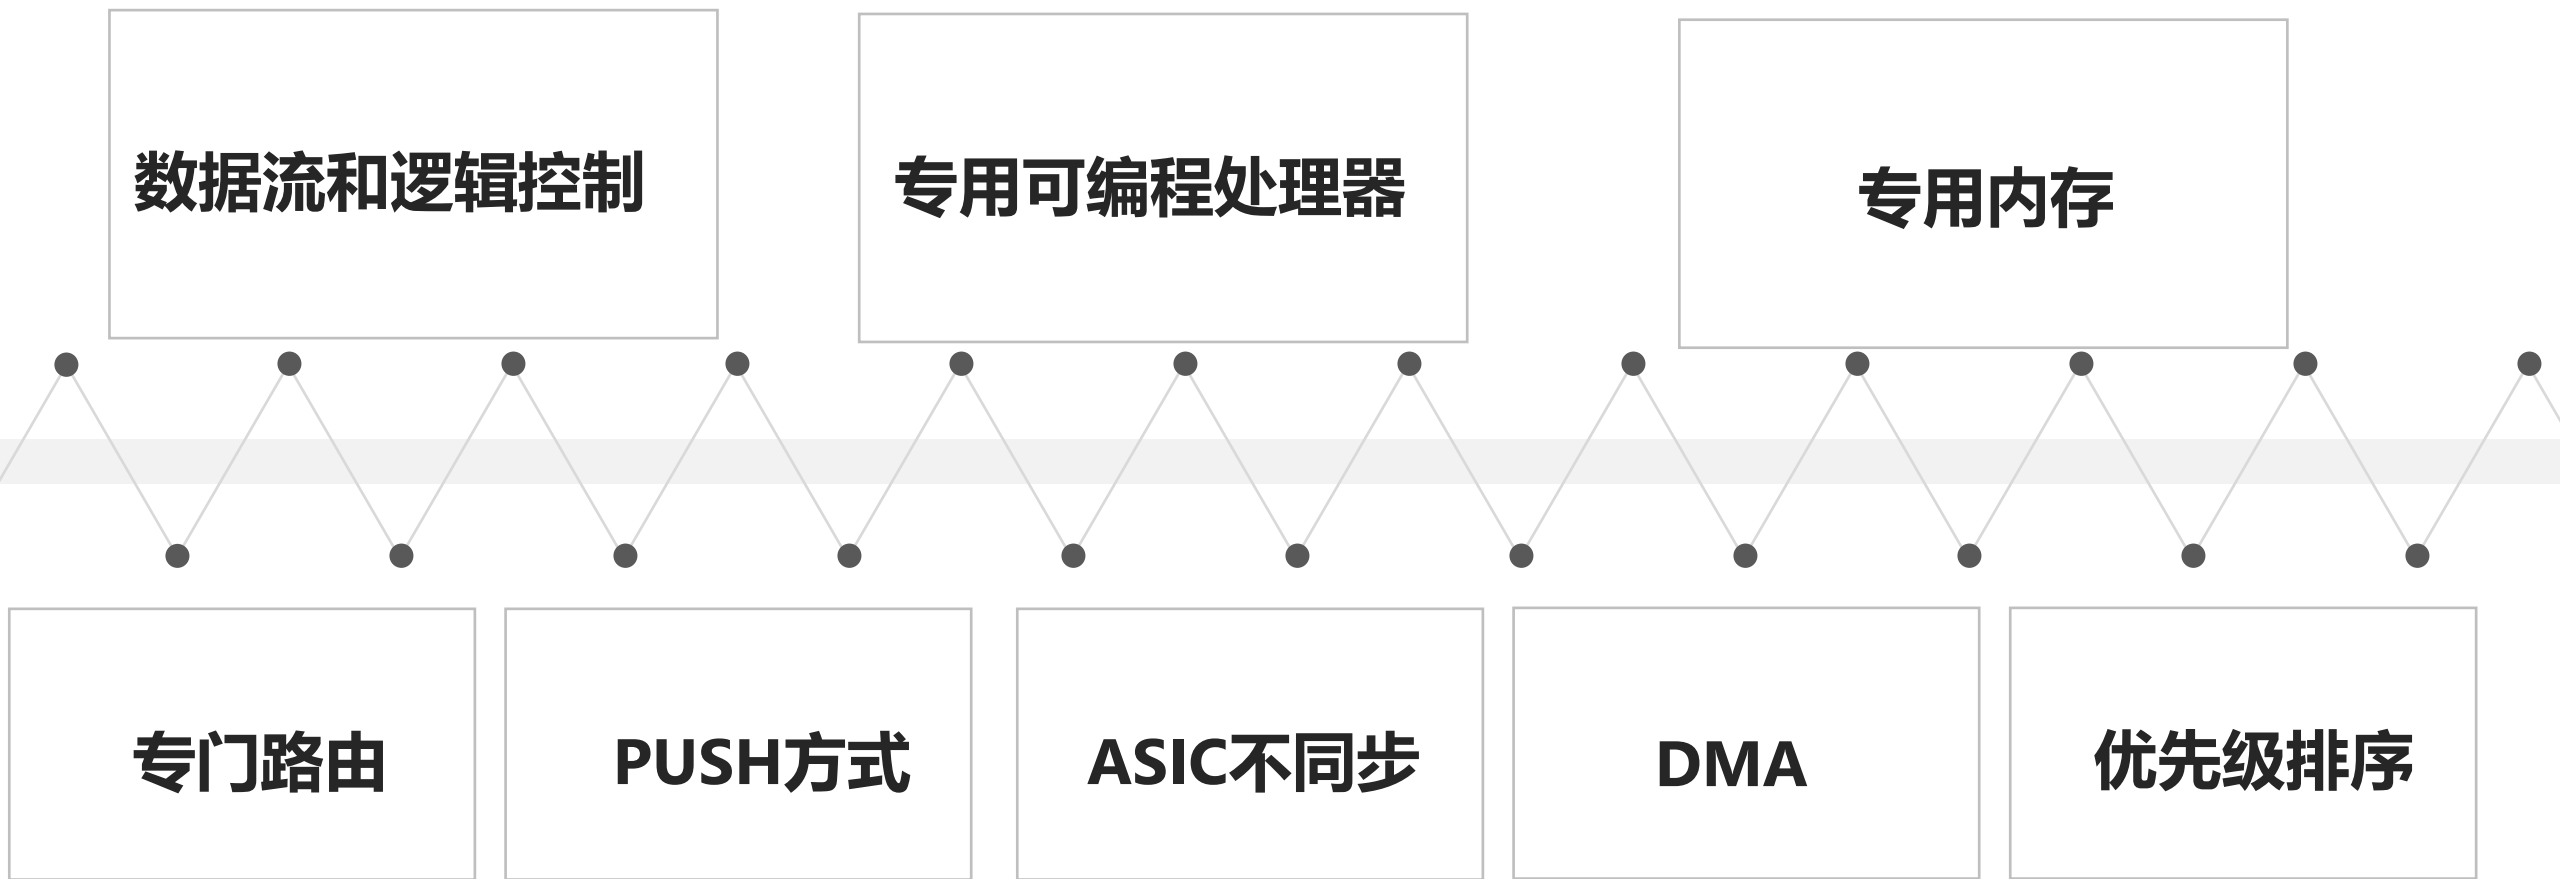 数据流和逻辑控制
专用可编程处理器
专用内存
专门路由
PUSH方式
ASIC不同步
DMA
优先级排序